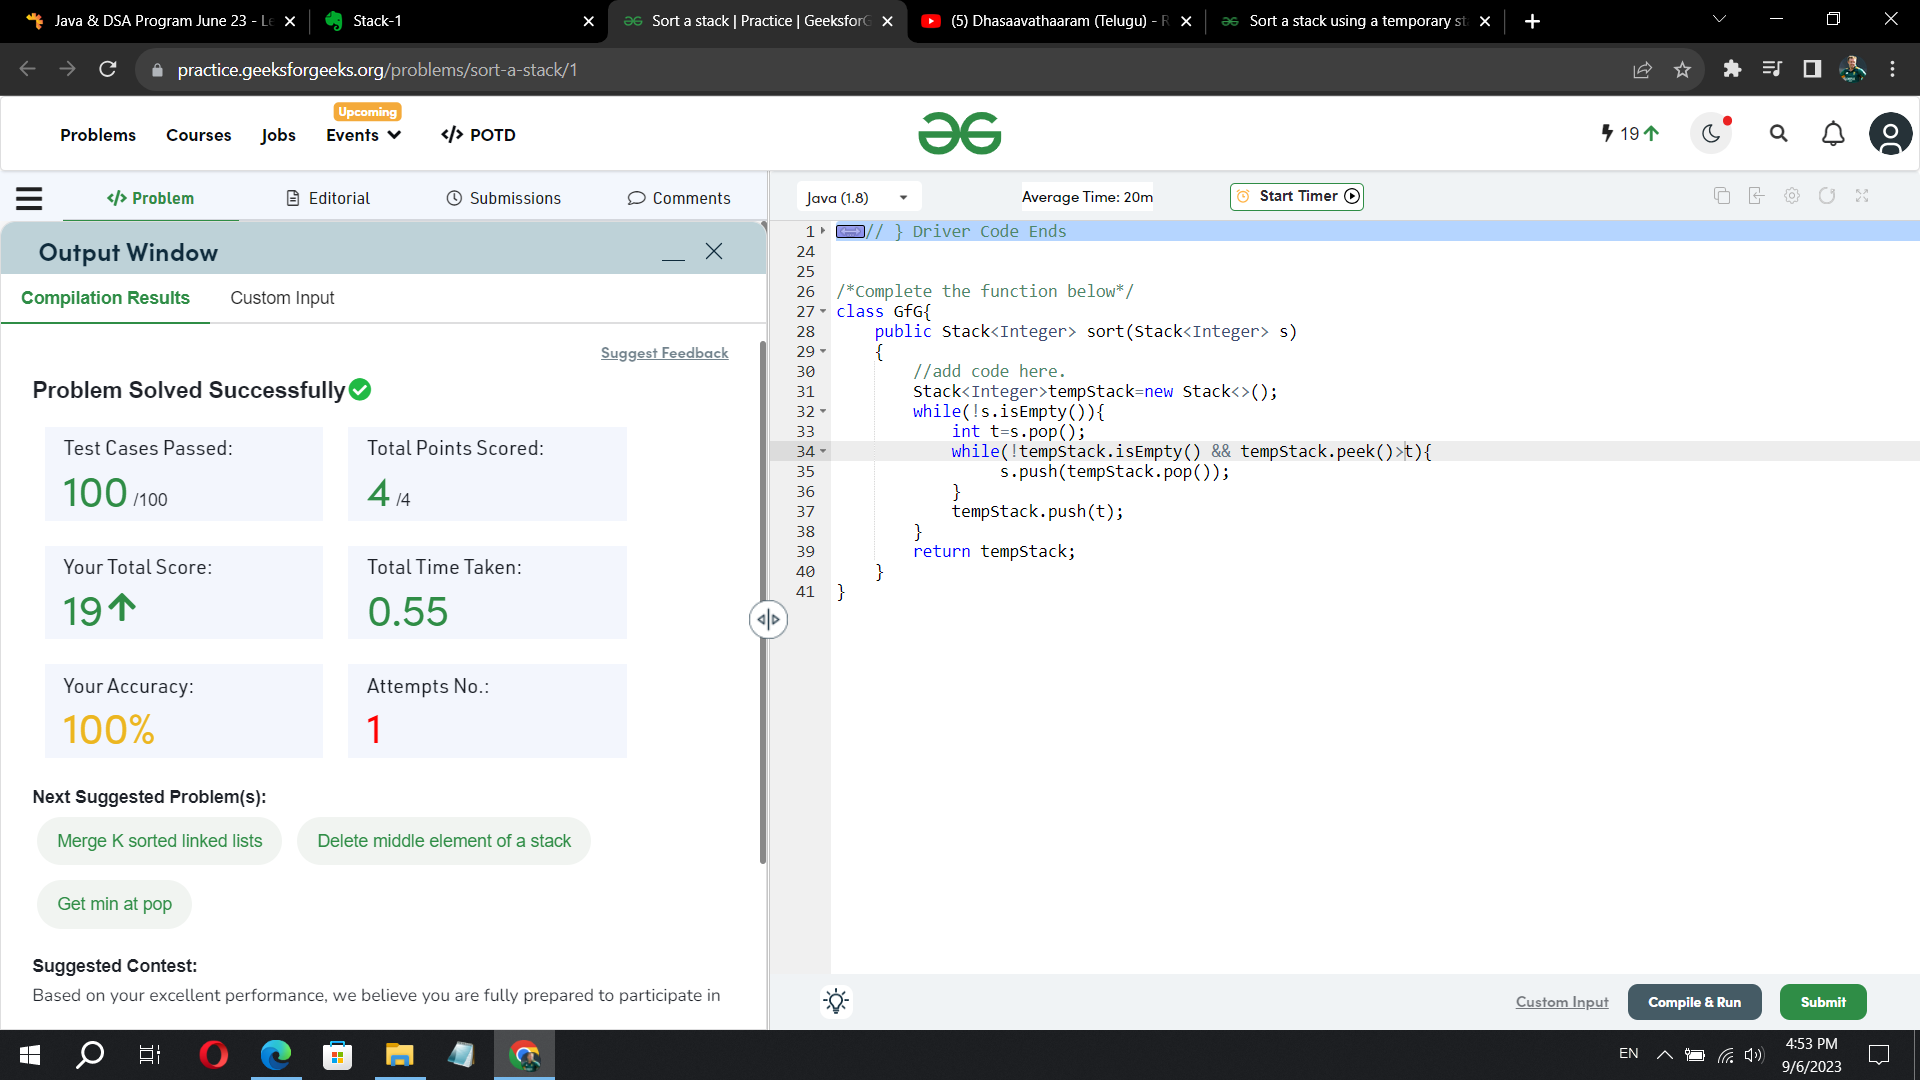 Java & DSA Program June 23 - Le
Stack-1
Sort a stack | Practice | GeeksforG
(5) Dhasaavathaaram (Telugu) - R
Sort a stack using a temporary st
practice.geeksforgeeks.org/problems/sort-a-stack/1
Problems
Courses
Jobs
Upcoming
Events
</> POTD
19
</> Problem
Editorial
Submissions
Comments
Java (1.8)
Average Time: 20m
Start Timer
Output Window
Compilation Results
Custom Input
Suggest Feedback
Problem Solved Successfully
Test Cases Passed:
100 /100
Total Points Scored:
4 /4
Your Total Score:
19
Total Time Taken:
0.55
Your Accuracy:
100%
Attempts No.:
1
Next Suggested Problem(s):
Merge K sorted linked lists
Delete middle element of a stack
Get min at pop
Suggested Contest:
Based on your excellent performance, we believe you are fully prepared to participate in
1 // } Driver Code Ends
24
25
26 /*Complete the function below*/
27 class GfG{
28 public Stack<Integer> sort(Stack<Integer> s)
29 {
30 //add code here.
31 Stack<Integer>tempStack=new Stack<>();
32 while(!s.isEmpty()){
33 int t=s.pop();
34 while(!tempStack.isEmpty() && tempStack.peek()>t){
35 s.push(tempStack.pop());
36 }
37 tempStack.push(t);
38 }
39 return tempStack;
40 }
41 }
Custom Input
Compile & Run
Submit
EN
4:53 PM
9/6/2023